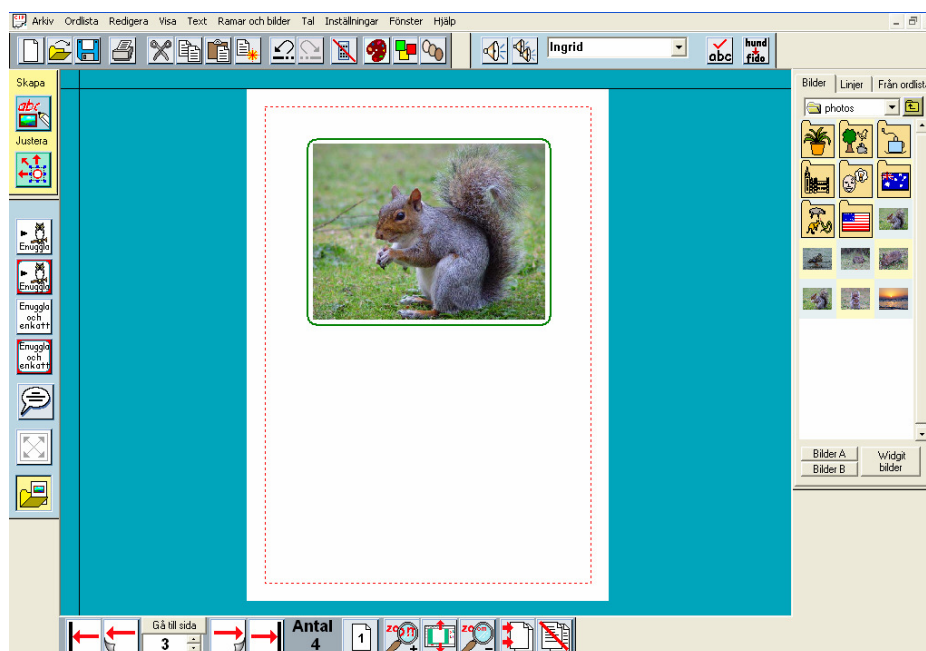 Arkiv Ordlista Redigera Visa Text Ramar och bilder Tal Inställningar Fönster Hjälp
Ingrid
abc
hund
fido
Skapa
abc
Justera
Enuggla
Enuggla
Enuggla
och
enkatt
Enuggla
och
enkatt
Bilder Linjer Från ordlist
photos
Bilder A
Bilder B
Widgit
bilder
Gå till sida
3
Antal
4
1
zoom
+
zoom
-